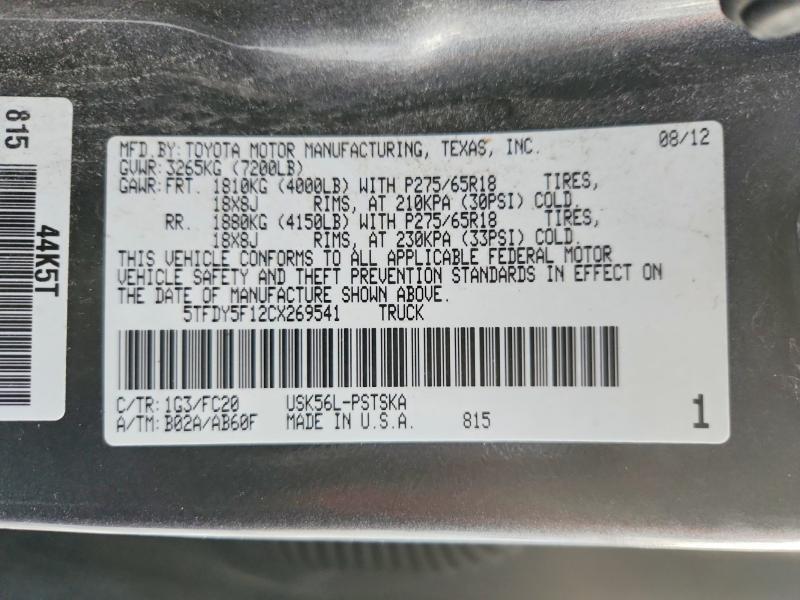 MFD.BY:TOYOTA MOTOR MANUFACTURING, TEXAS, INC. 08/12
GVWR:3265KG (7200LB)
GAWR:FRT. 1810KG (4000LB) WITH P275/65R18 TIRES,
18X8J RIMS, AT 210KPA (30PSI) COLD.
RR. 1880KG (4150LB) WITH P275/65R18 TIRES,
18X8J RIMS, AT 230KPA (33PSI) COLD.
THIS VEHICLE CONFORMS TO ALL APPLICABLE FEDERAL MOTOR
VEHICLE SAFETY AND THEFT PREVENTION STANDARDS IN EFFECT ON
THE DATE OF MANUFACTURE SHOWN ABOVE.
5TFDY5F12CX269541 TRUCK
C/TR:1G3/FC20 USK56L-PSTSKA
A/TM:B02A/AB60F MADE IN U.S.A. 815 1
815
44K5T